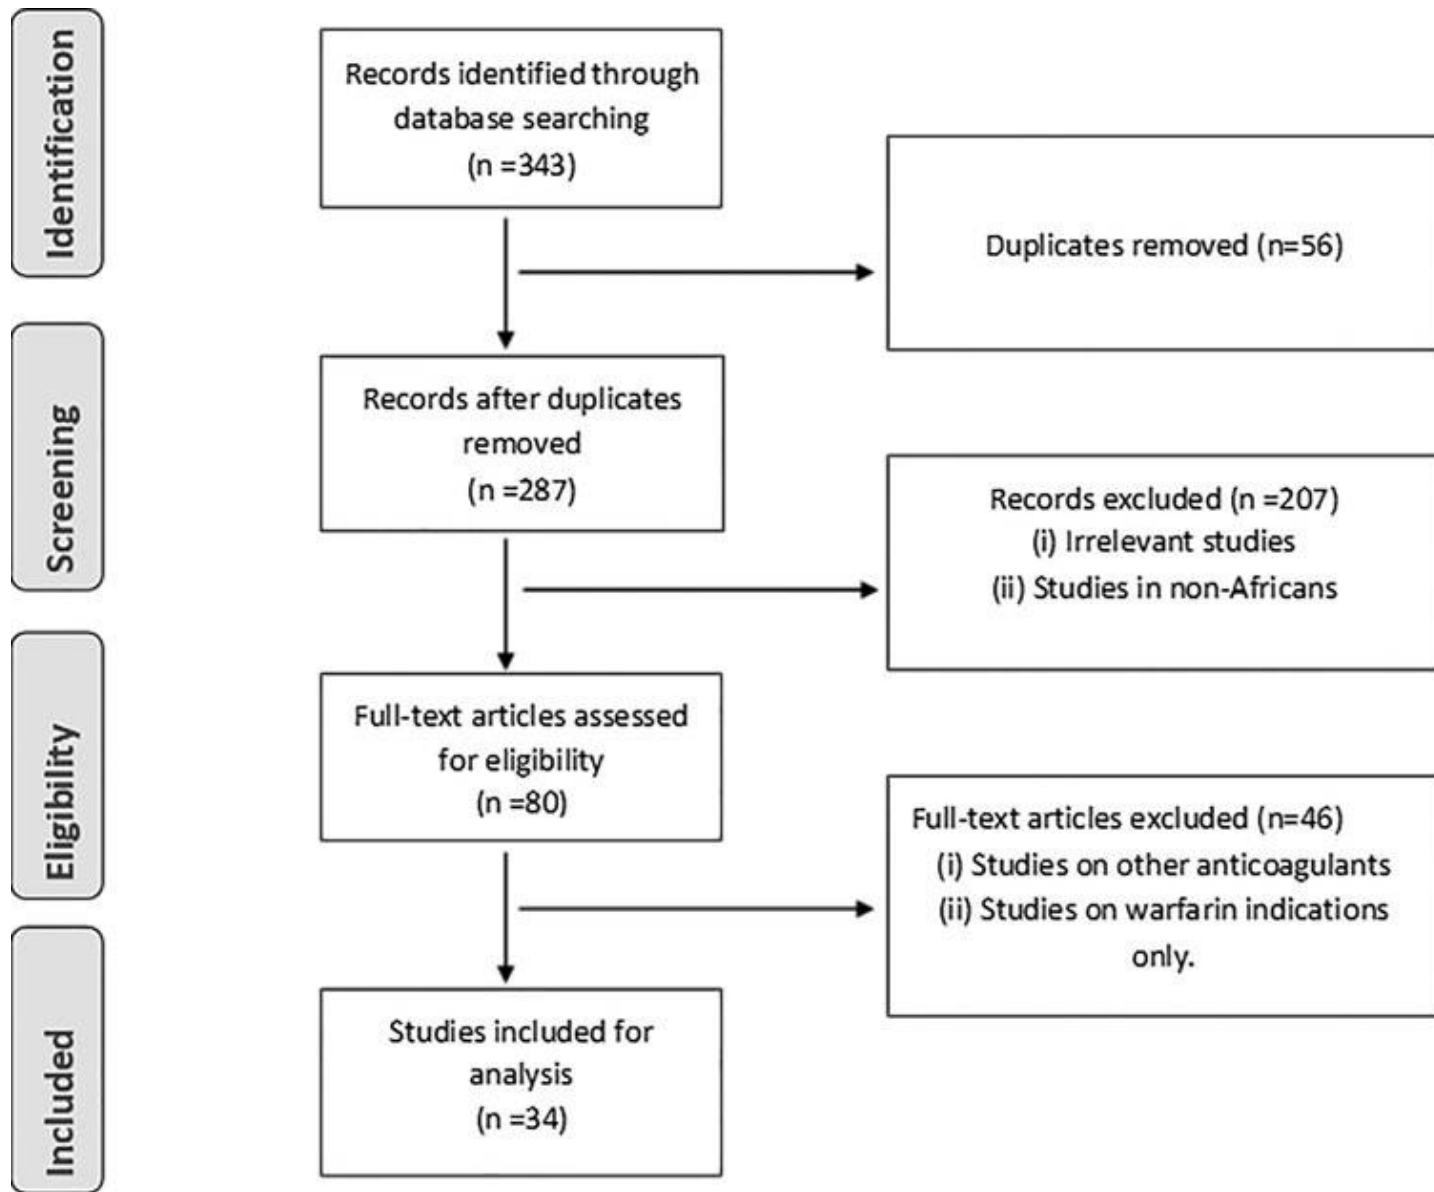 Identification
Records identified through
database searching
(n =343)
Duplicates removed (n=56)
Screening
Records after duplicates
removed
(n =287)
Records excluded (n =207)
(i) Irrelevant studies
(ii) Studies in non-Africans
Eligibility
Full-text articles assessed
for eligibility
(n =80)
Full-text articles excluded (n=46)
(i) Studies on other anticoagulants
(ii) Studies on warfarin indications
only.
Included
Studies included for
analysis
(n =34)